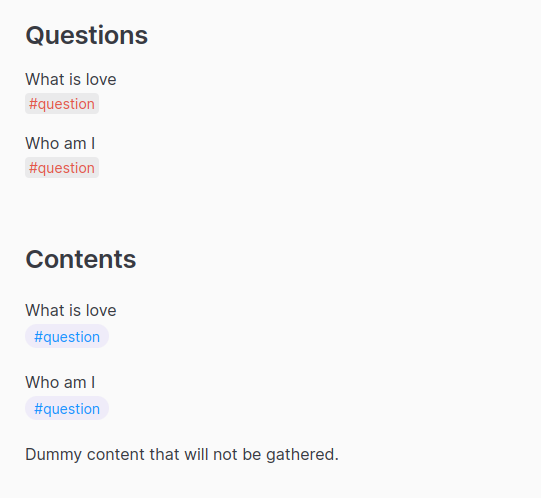 Questions
What is love
#question
Who am I
#question
Contents
What is love
#question
Who am I
#question
Dummy content that will not be gathered.